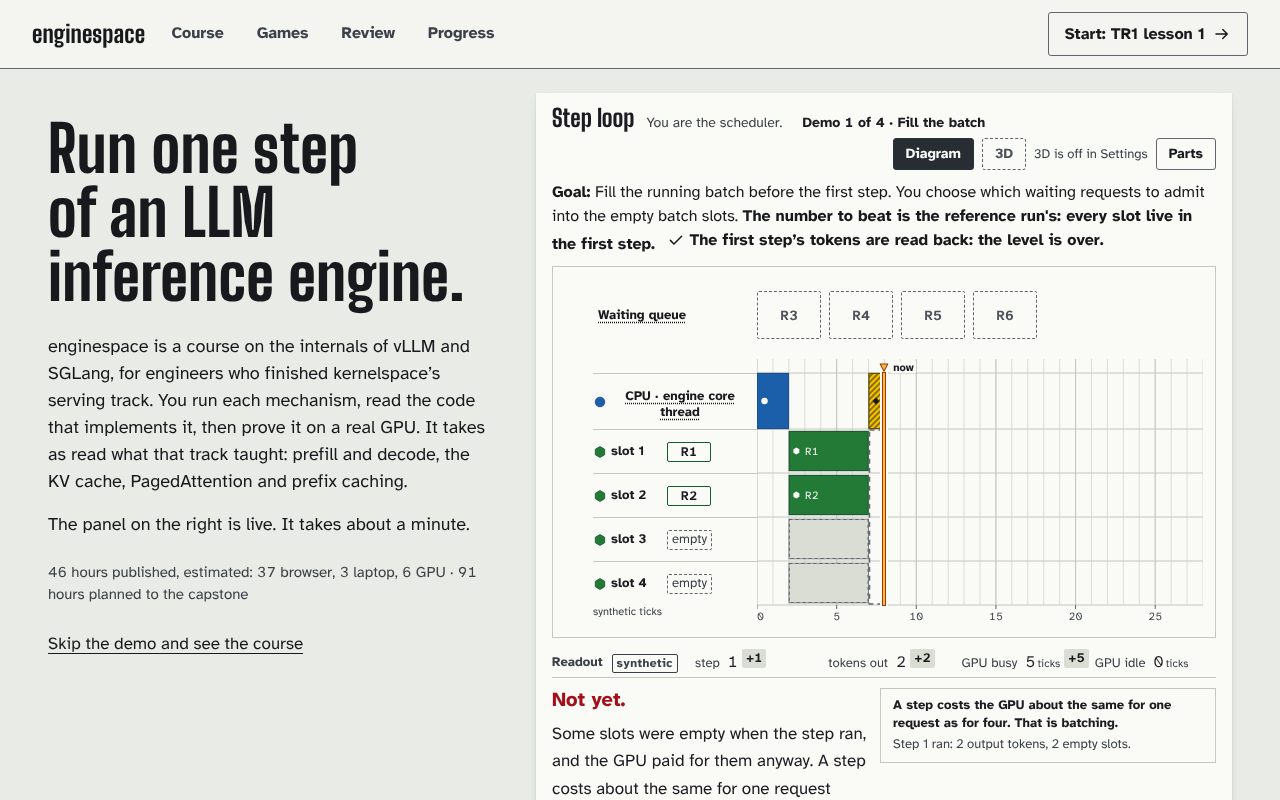 enginespace Course Games Review Progress Start: TR1 lesson 1 →
Run one step
of an LLM
inference engine.
enginespace is a course on the internals of vLLM and
SGLang, for engineers who finished kernelspace’s
serving track. You run each mechanism, read the code
that implements it, then prove it on a real GPU. It takes
as read what that track taught: prefill and decode, the
KV cache, PagedAttention and prefix caching.
The panel on the right is live. It takes about a minute.
46 hours published, estimated: 37 browser, 3 laptop, 6 GPU · 91
hours planned to the capstone
Skip the demo and see the course
Step loop You are the scheduler. Demo 1 of 4 · Fill the batch
Diagram 3D 3D is off in Settings Parts
Goal: Fill the running batch before the first step. You choose which waiting requests to admit
into the empty batch slots. The number to beat is the reference run's: every slot live in
the first step. ✓ The first step’s tokens are read back: the level is over.
Waiting queue R3 R4 R5 R6
now
CPU · engine core
thread
slot 1 R1 R1
slot 2 R2 R2
slot 3 empty
slot 4 empty
synthetic ticks 0 5 10 15 20 25
Readout synthetic step 1 +1 tokens out 2 +2 GPU busy 5 ticks +5 GPU idle 0 ticks
Not yet.
Some slots were empty when the step ran,
and the GPU paid for them anyway. A step
costs about the same for one request
A step costs the GPU about the same for one
request as for four. That is batching.
Step 1 ran: 2 output tokens, 2 empty slots.